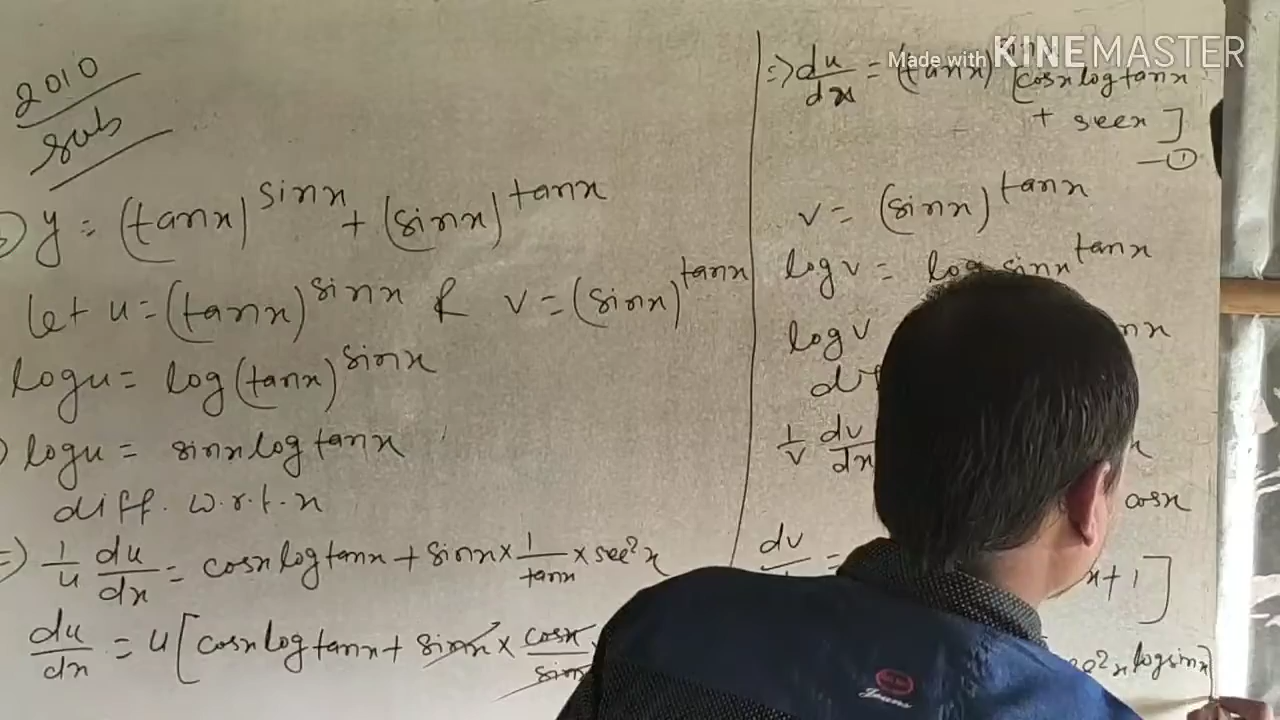 2010
sub
y = (tanx)^sinx + (sinx)^tanx
let u = (tanx)^sinx & v = (sinx)^tanx
logu = log(tanx)^sinx
logu = sinx log tanx
diff. w.r.t. x
=> 1/u du/dx = cosx log tanx + sinx × 1/tanx × sec²x
du/dx = u [cosx log tanx + sinx × cosx/sinx
Made with KINEMASTER
=> du/dx = (tanx)^sinx [cosx log tanx
+ secx]
—①
v = (sinx)^tanx
log v = log sinx^tanx
log v
1/v dv/dx
cosx
dv =
x + 1]
x log sinx]
Jeans